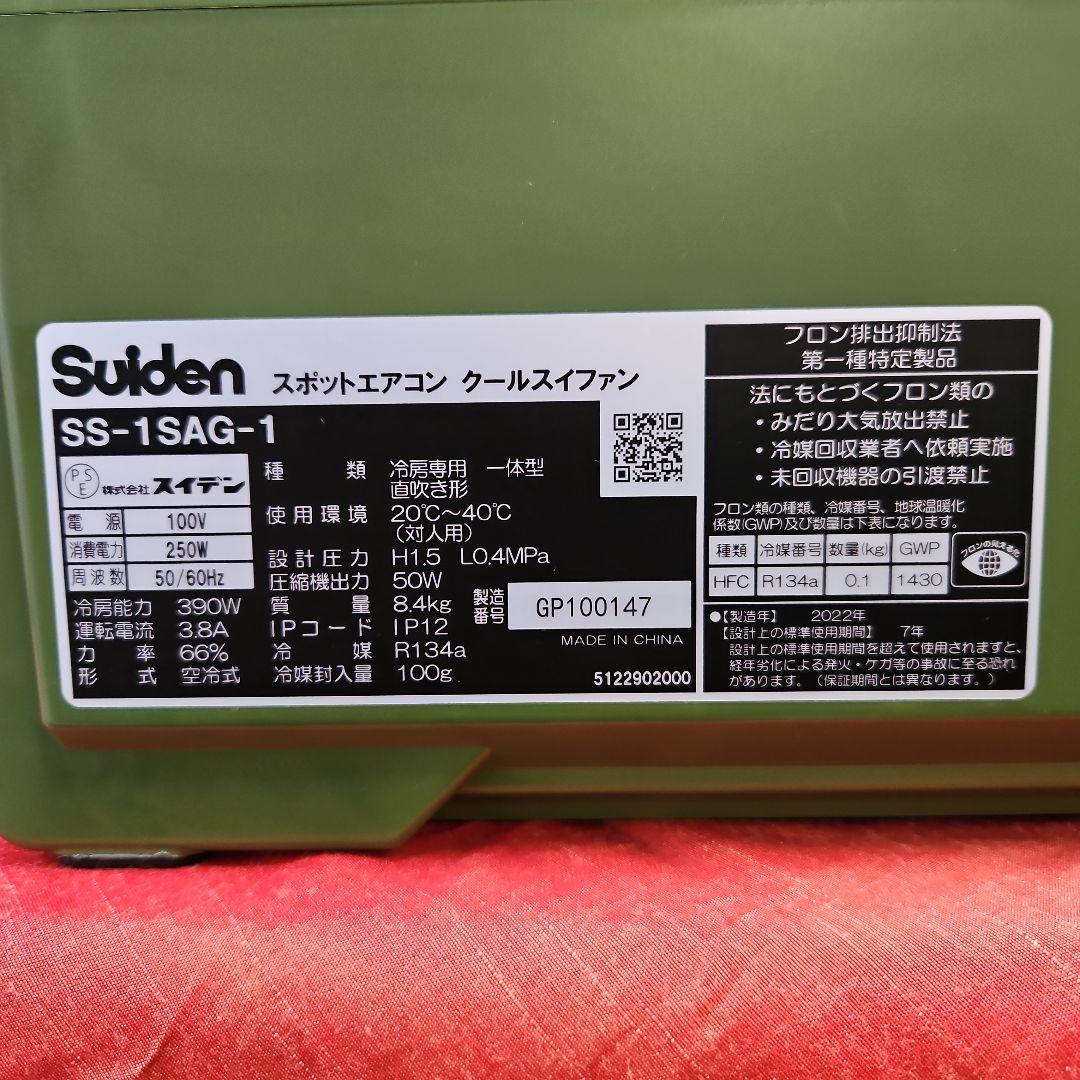 Suiden スポットエアコン クールスイファン
SS-1SAG-1
PSE 株式会社 スイデン
電源 100V
消費電力 250W
周波数 50/60Hz
冷房能力 390W
運転電流 3.8A
力率 66%
形式 空冷式
種類 冷房専用 一体型
直吹き形
使用環境 20℃～40℃
(対人用)
設計圧力 H1.5 L0.4MPa
圧縮機出力 50W
質量 8.4kg
IPコード IP12
冷媒 R134a
冷媒封入量 100g
製造番号 GP100147
MADE IN CHINA
5122902000
フロン排出抑制法
第一種特定製品
法にもとづくフロン類の
・みだり大気放出禁止
・冷媒回収業者へ依頼実施
・未回収機器の引渡禁止
フロン類の種類、冷媒番号、地球温暖化
係数(GWP)及び数量は下表になります。
種類 冷媒番号 数量(kg) GWP
HFC R134a 0.1 1430
フロンの見える化
●【製造年】 2022年
【設計上の標準使用期間】 7年
設計上の標準使用期間を超えて使用されますと、
経年劣化による発火・ケガ等の事故に至る恐れ
があります。(保証期間とは異なります。)